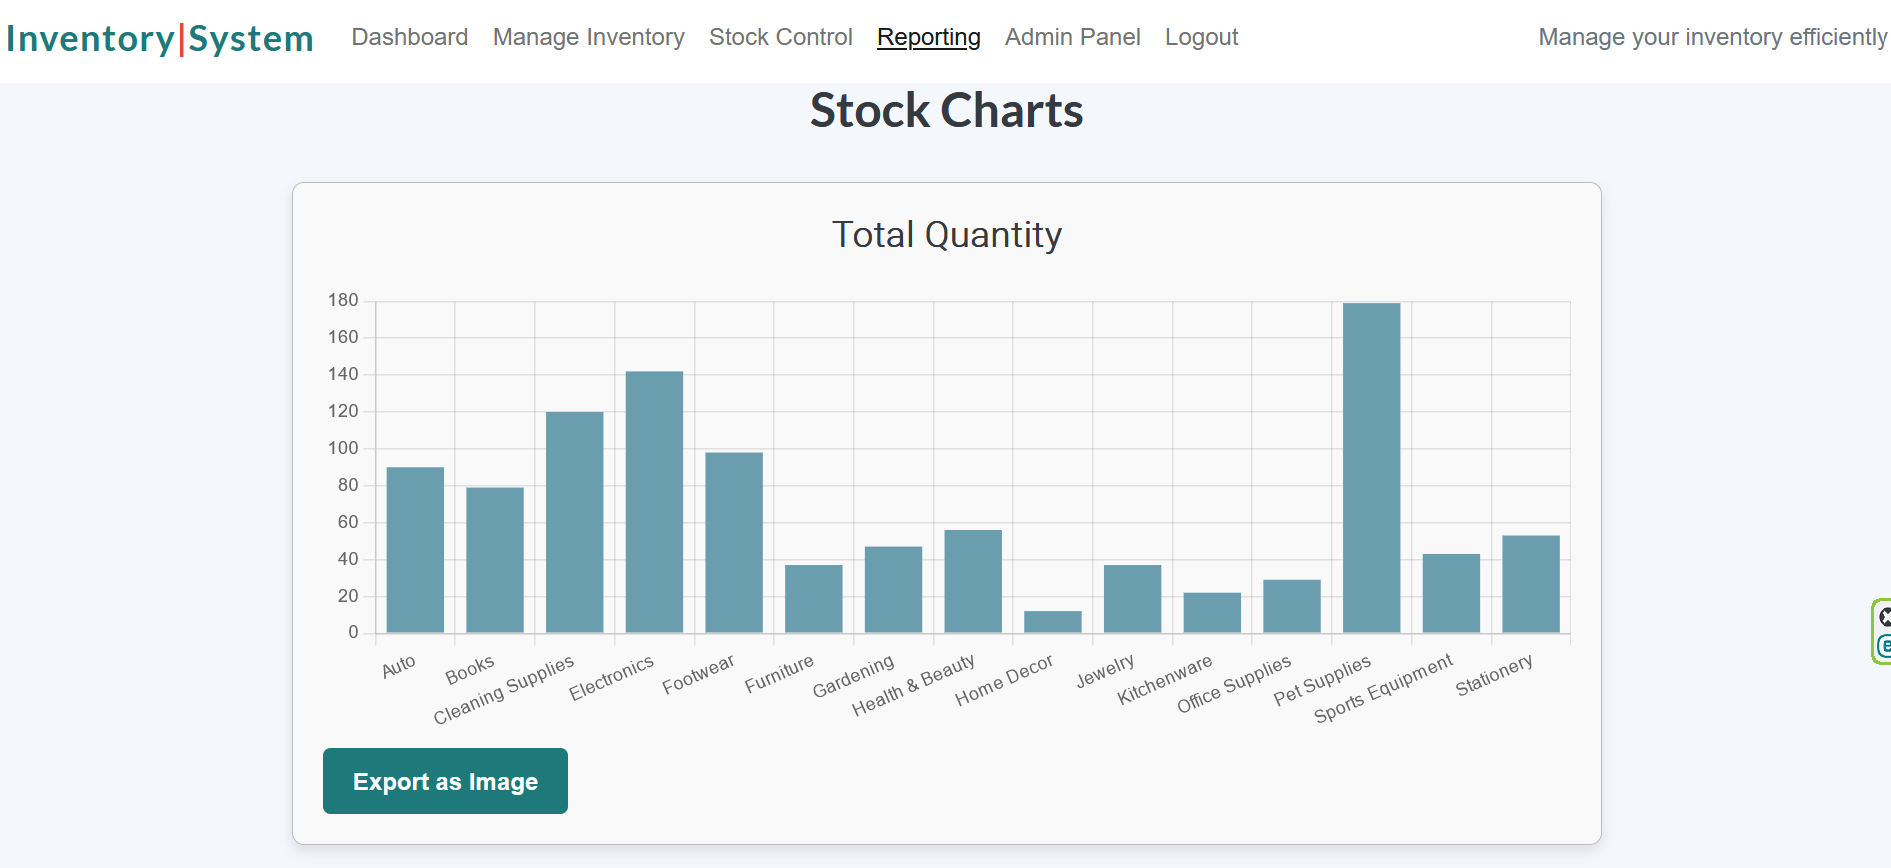 Inventory|System Dashboard Manage Inventory Stock Control Reporting Admin Panel Logout Manage your inventory efficiently
Stock Charts
Total Quantity
180
160
140
120
100
80
60
40
20
0
Auto Books Cleaning Supplies Electronics Footwear Furniture Gardening Health & Beauty Home Decor Jewelry Kitchenware Office Supplies Pet Supplies Sports Equipment Stationery
Export as Image